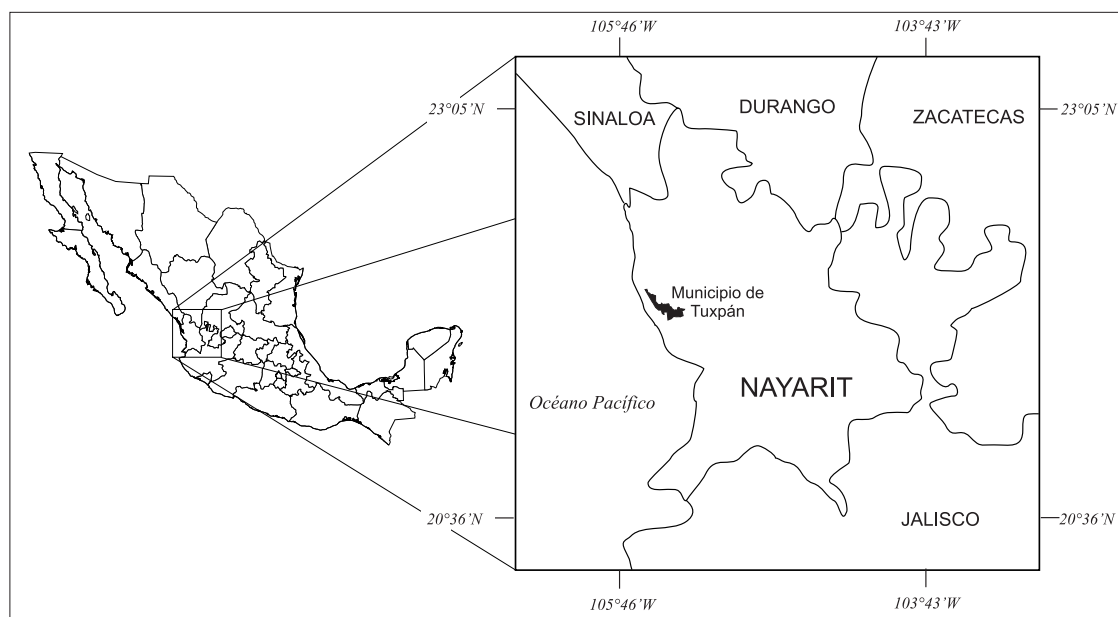 105°46’W
103°43’W
23°05’N
23°05’N
SINALOA
DURANGO
ZACATECAS
Municipio de
Tuxpán
NAYARIT
Océano Pacífico
JALISCO
20°36’N
20°36’N
105°46’W
103°43’W